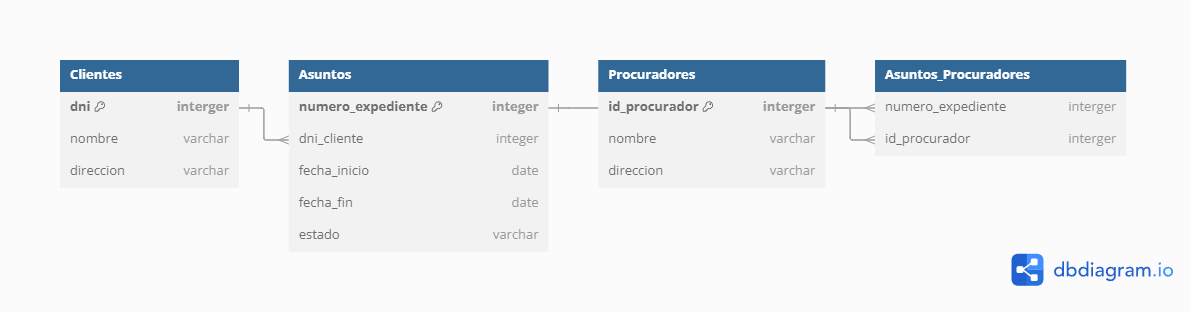 Clientes
dni interger
nombre varchar
direccion varchar
Asuntos
numero_expediente integer
dni_cliente integer
fecha_inicio date
fecha_fin date
estado varchar
Procuradores
id_procurador interger
nombre varchar
direccion varchar
Asuntos_Procuradores
numero_expediente interger
id_procurador interger
dbdiagram.io